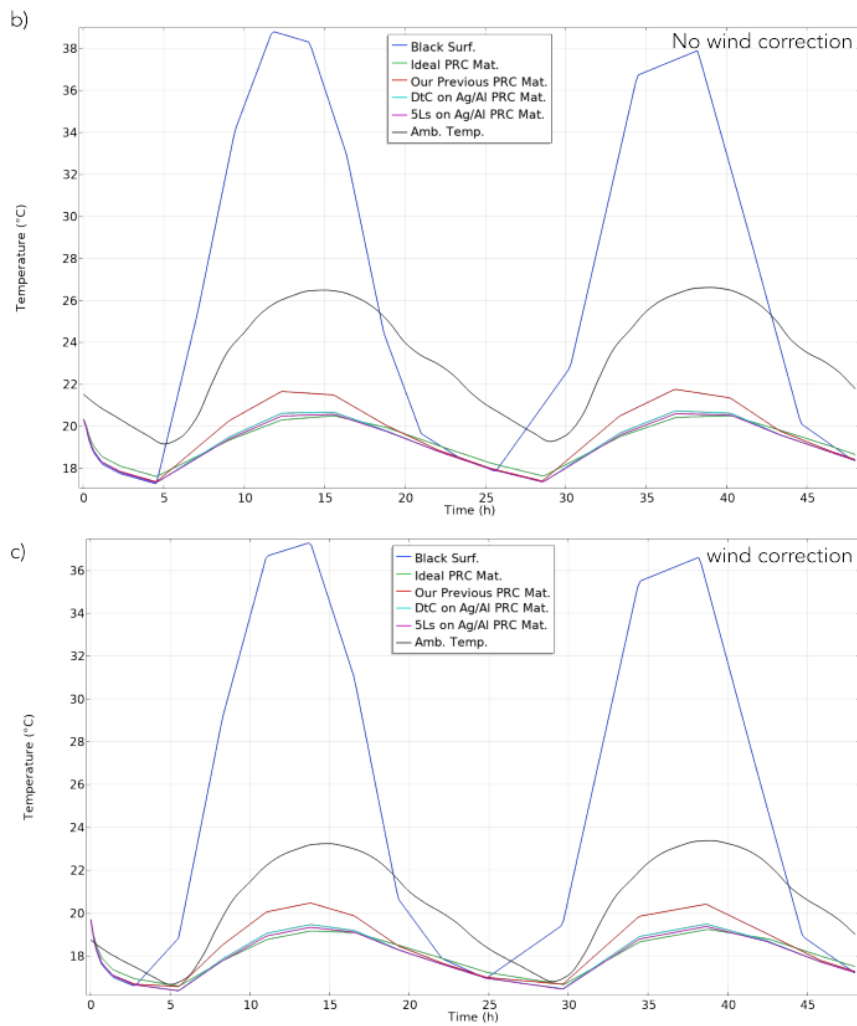 b)
No wind correction
Black Surf.
Ideal PRC Mat.
Our Previous PRC Mat.
DtC on Ag/Al PRC Mat.
5Ls on Ag/Al PRC Mat.
Amb. Temp.
Temperature (°C)
38
36
34
32
30
28
26
24
22
20
18
0 5 10 15 20 25 30 35 40 45
Time (h)
c)
wind correction
Black Surf.
Ideal PRC Mat.
Our Previous PRC Mat.
DtC on Ag/Al PRC Mat.
5Ls on Ag/Al PRC Mat.
Amb. Temp.
Temperature (°C)
36
34
32
30
28
26
24
22
20
18
0 5 10 15 20 25 30 35 40 45
Time (h)